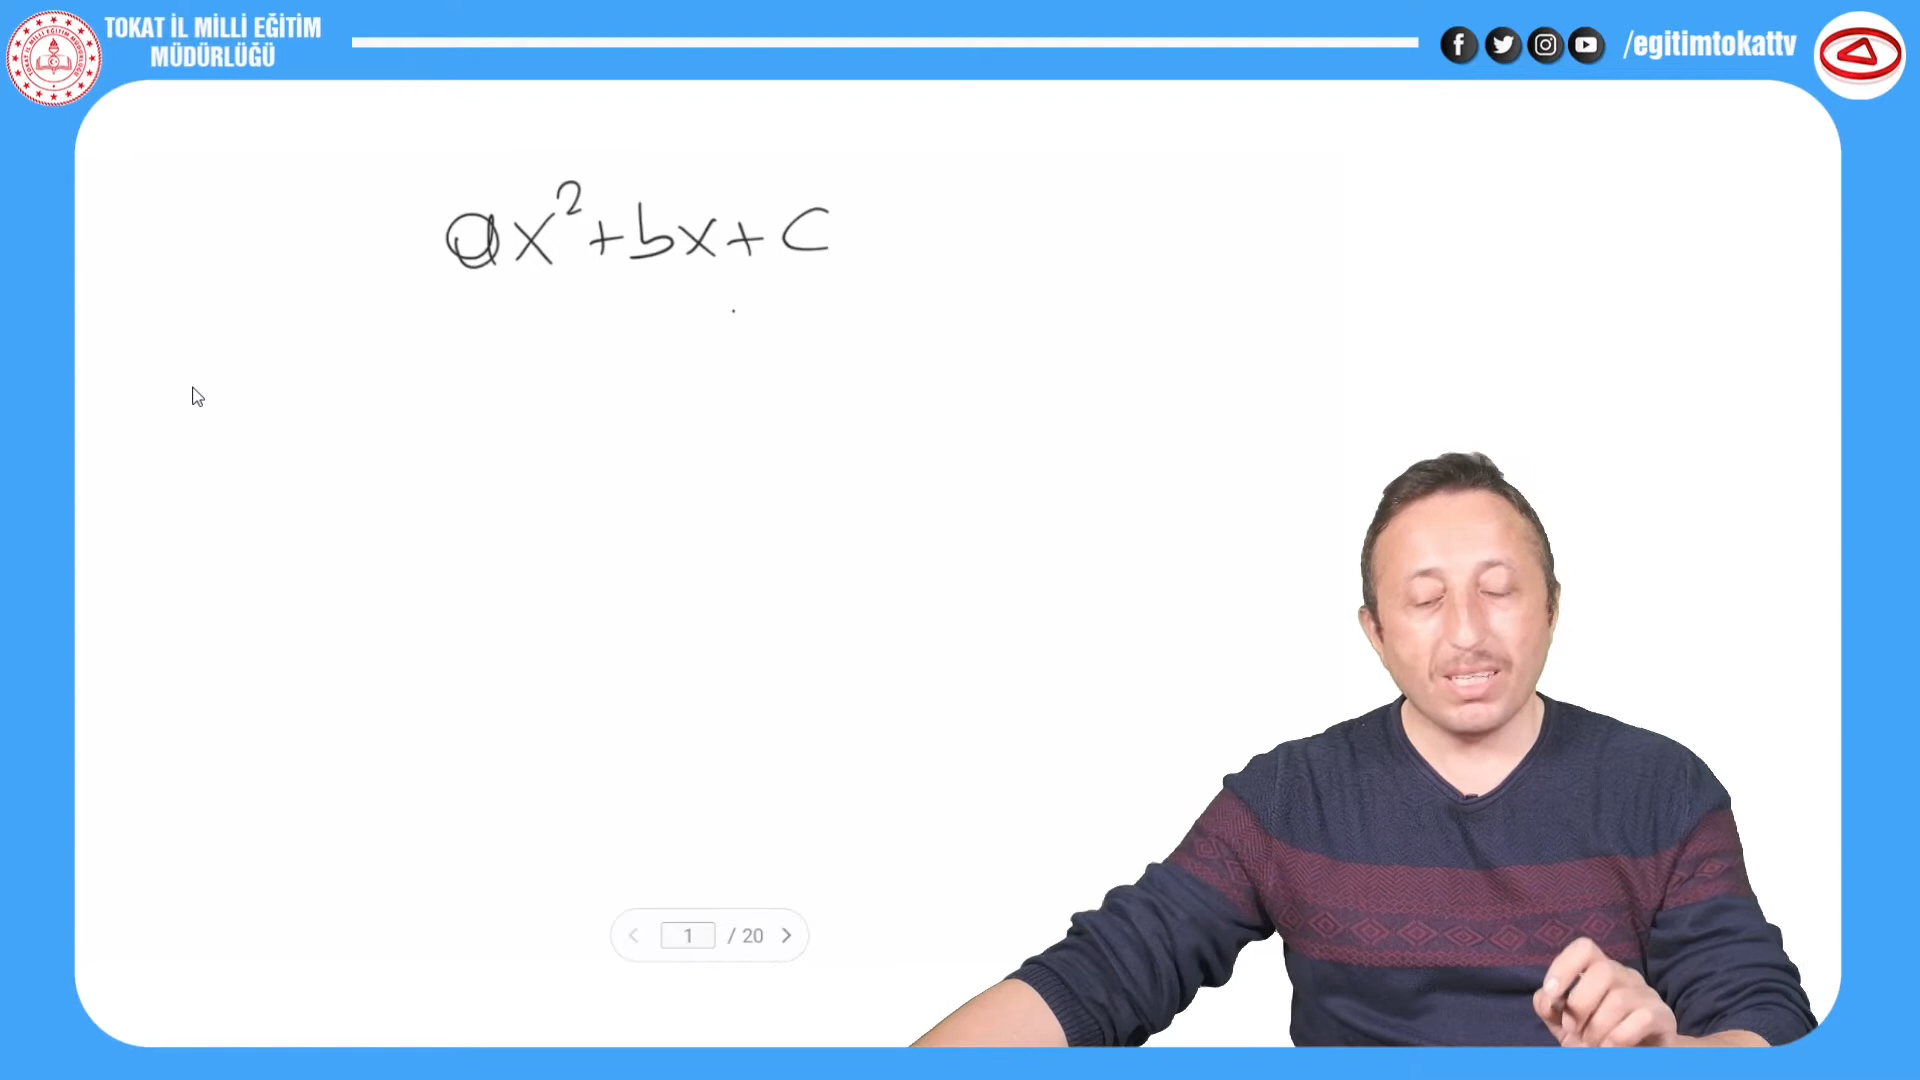 TOKAT İL MİLLİ EĞİTİM
MÜDÜRLÜĞÜ
/egitimtokattv
ax²+bx+c
1 / 20